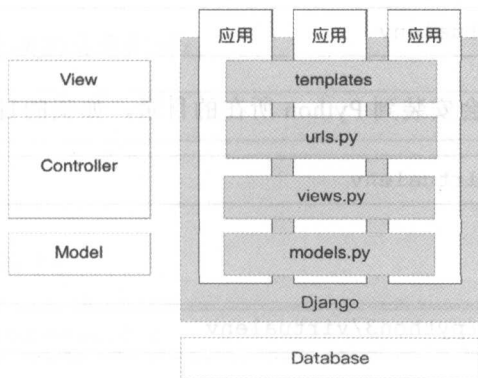 应用 应用 应用
View templates
urls.py
Controller
views.py
Model models.py
Django
Database